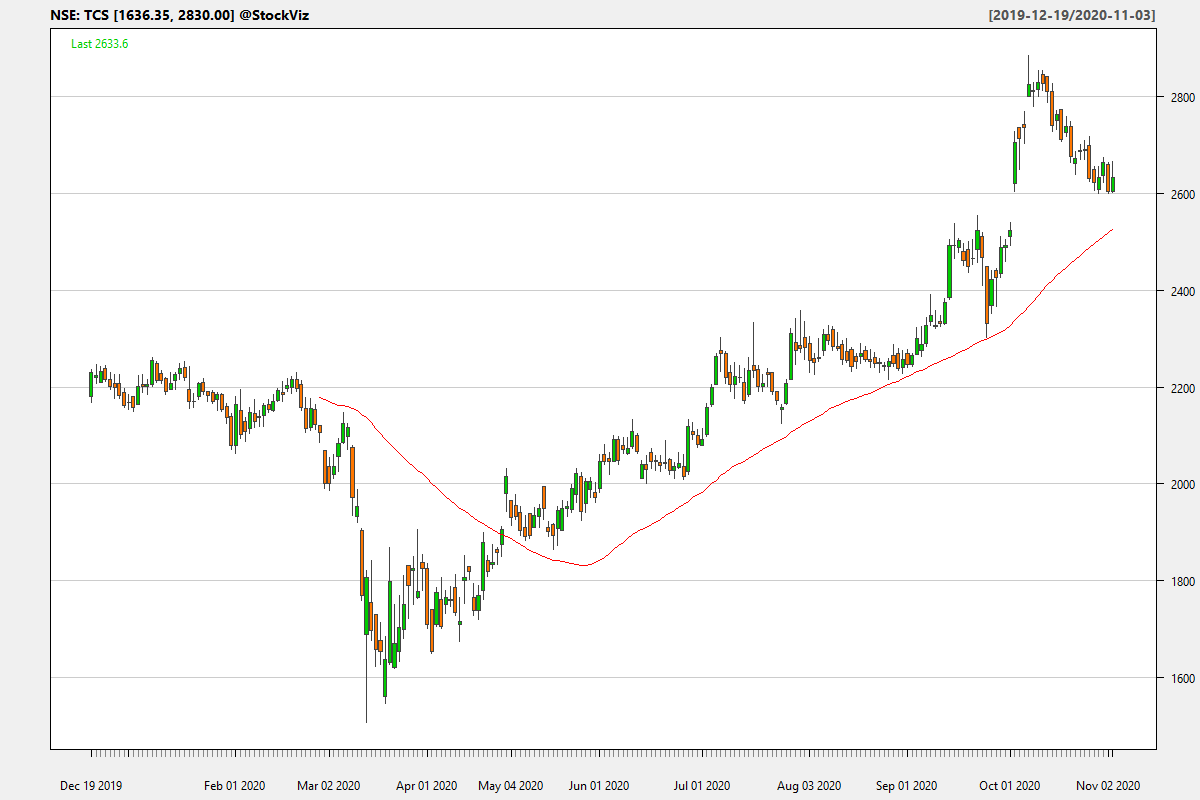 NSE: TCS [1636.35, 2830.00] @StockViz [2019-12-19/2020-11-03]
Last 2633.6
2800
2600
2400
2200
2000
1800
1600
Dec 19 2019 Feb 01 2020 Mar 02 2020 Apr 01 2020 May 04 2020 Jun 01 2020 Jul 01 2020 Aug 03 2020 Sep 01 2020 Oct 01 2020 Nov 02 2020